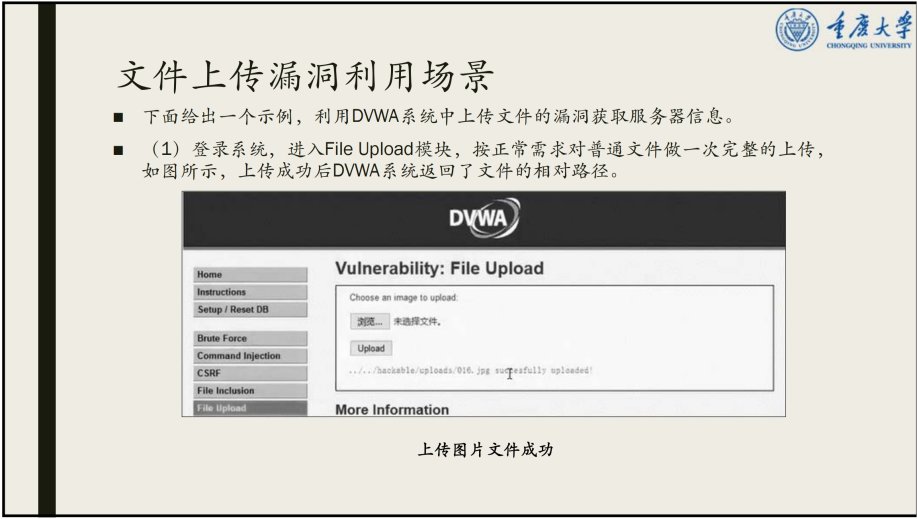 重庆大学
CHONGQING UNIVERSITY
文件上传漏洞利用场景
■ 下面给出一个示例，利用DVWA系统中上传文件的漏洞获取服务器信息。
■ （1）登录系统，进入File Upload模块，按正常需求对普通文件做一次完整的上传，
如图所示，上传成功后DVWA系统返回了文件的相对路径。
DVWA
Home
Instructions
Setup / Reset DB
Brute Force
Command Injection
CSRF
File Inclusion
File Upload
Vulnerability: File Upload
Choose an image to upload:
浏览... 未选择文件。
Upload
../../hackable/uploads/016.jpg succesfully uploaded!
More Information
上传图片文件成功